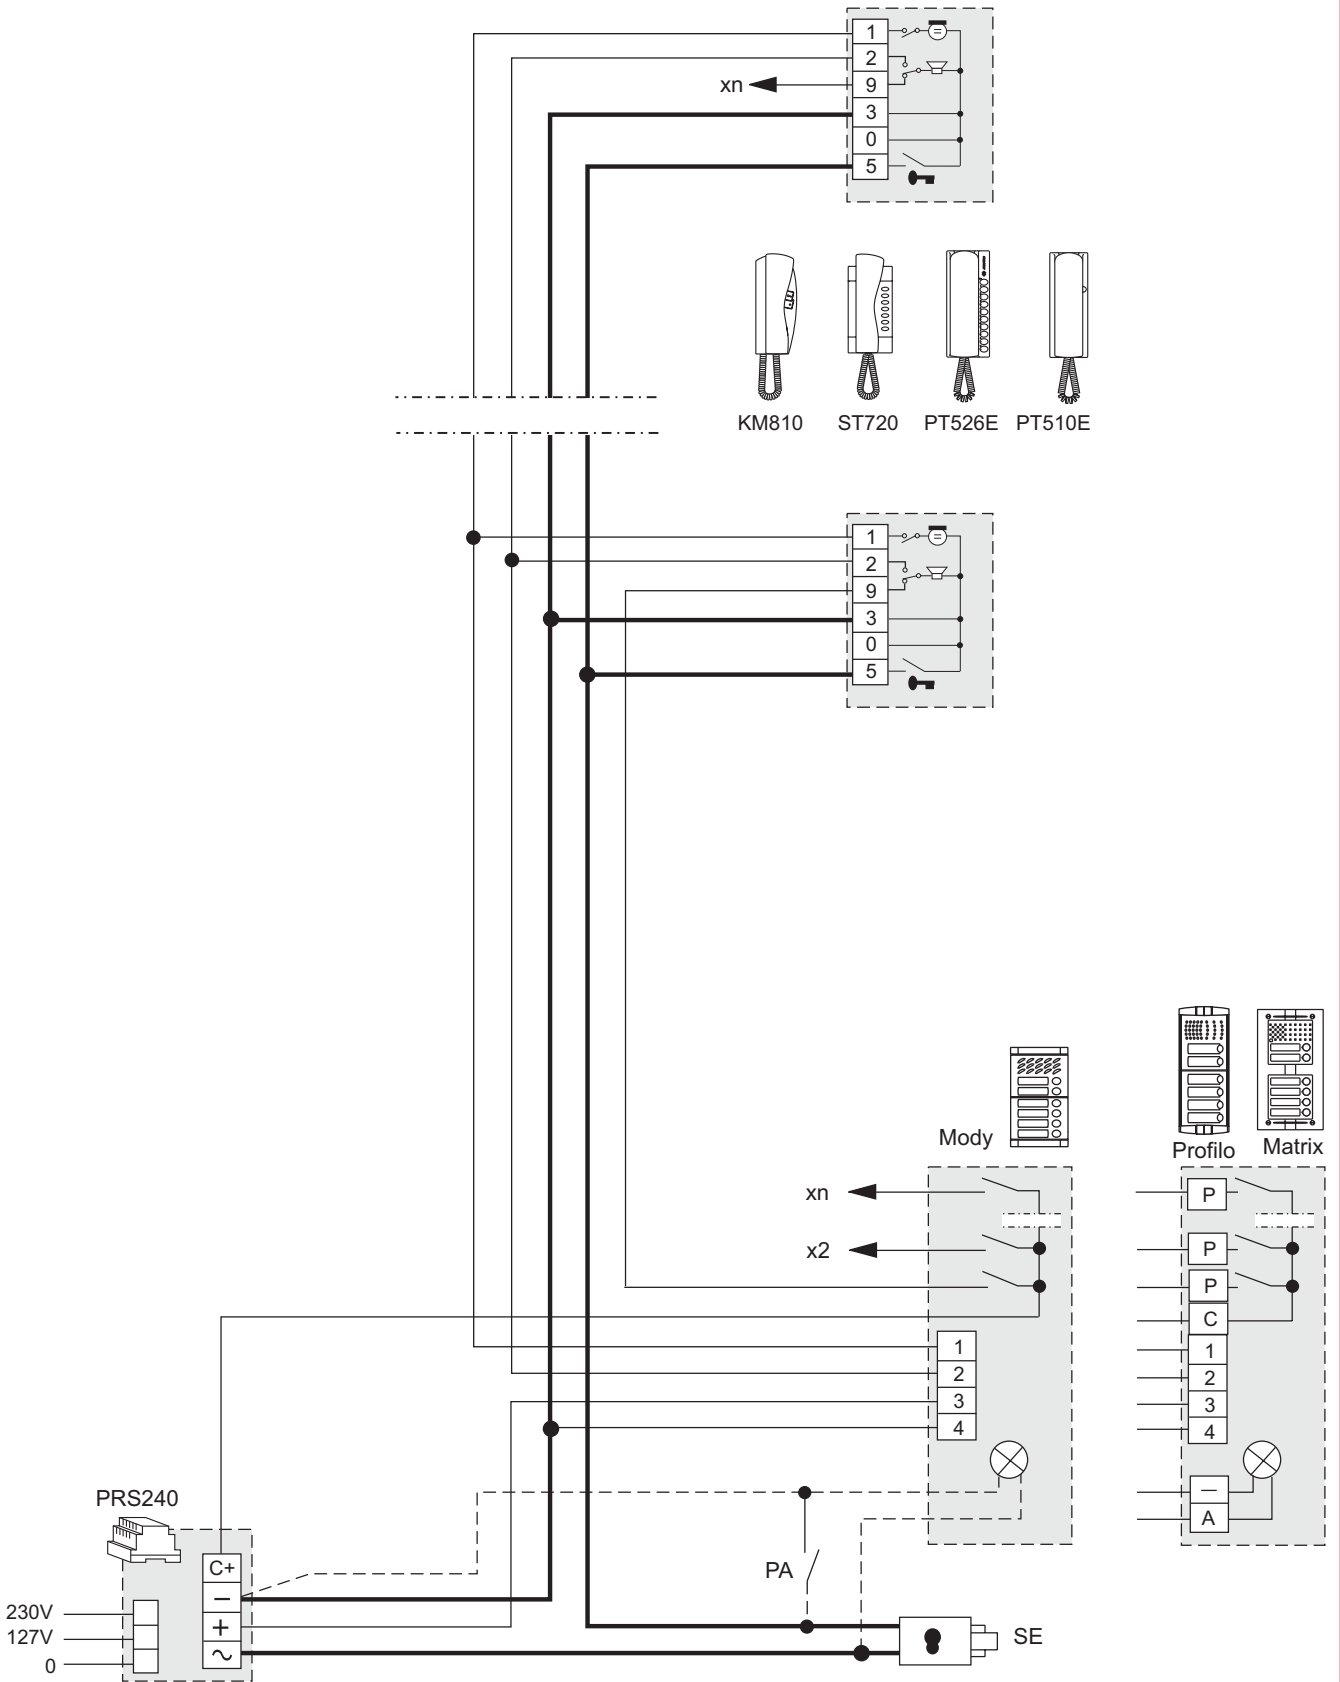 1
2
xn 9
3
0
5
KM810 ST720 PT526E PT510E
1
2
9
3
0
5
Mody Profilo Matrix
xn P
x2 P
P
C
1 1
2 2
3 3
4 4
PRS240 —
A
C+
PA
—
230V +
127V ~
0
SE